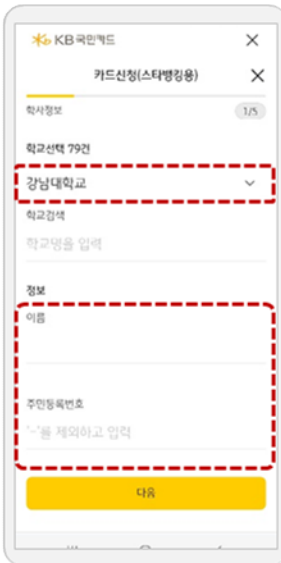 KB 국민카드
카드신청(스타뱅킹용)
학사정보
1/5
학교선택 79건
강남대학교
학교검색
학교명을 입력
정보
이름
주민등록번호
'-'를 제외하고 입력
다음